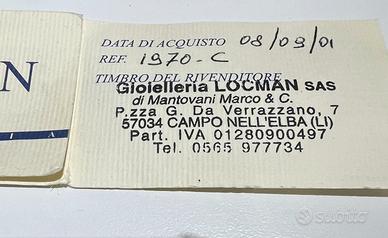 DATA DI ACQUISTO 08/09/01
REF. 1970-C
TIMBRO DEL RIVENDITORE
Gioielleria LOCMAN SAS
di Mantovani Marco & C.
P.zza G. Da Verrazzano, 7
57034 CAMPO NELL'ELBA (LI)
Part. IVA 01280900497
Tel. 0565 977734
N
I A
subito